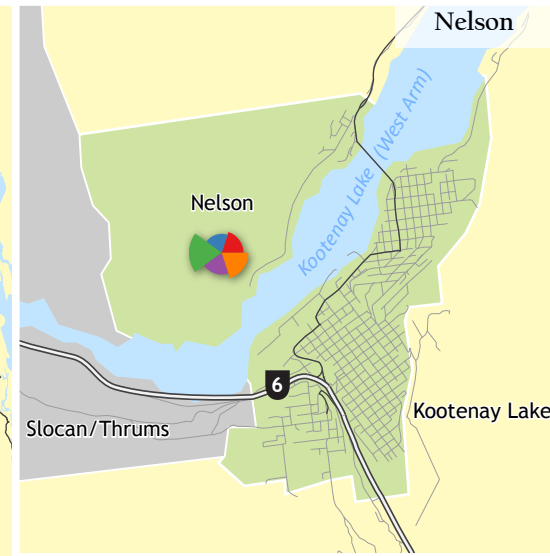 Nelson
Nelson
Kootenay Lake (West Arm)
6
Slocan/Thrums
Kootenay Lake